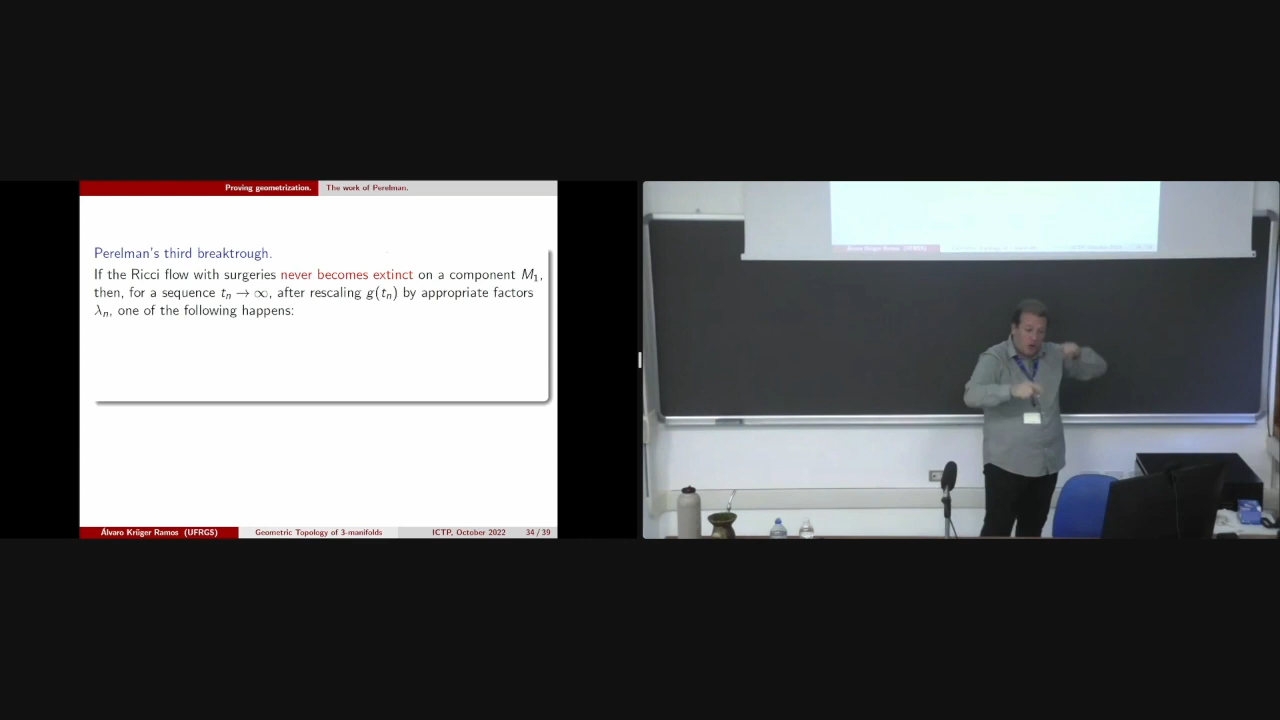 Proving geometrization. The work of Perelman.
Perelman's third breaktrough.
If the Ricci flow with surgeries never becomes extinct on a component M₁,
then, for a sequence tₙ → ∞, after rescaling g(tₙ) by appropriate factors
λₙ, one of the following happens:
Álvaro Krüger Ramos (UFRGS) Geometric Topology of 3-manifolds ICTP, October 2022 34 / 39